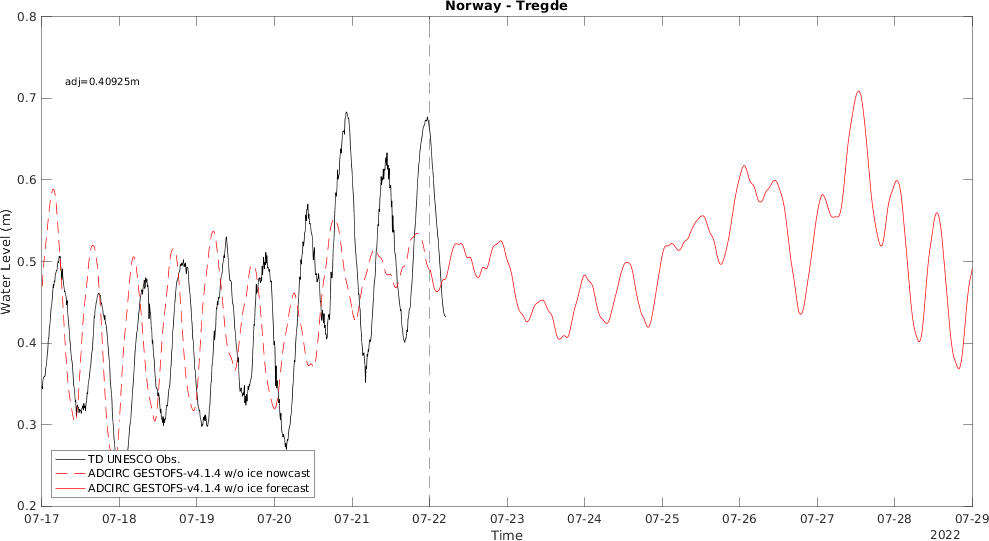 Norway - Tregde
0.8
0.7
0.6
0.5
0.4
0.3
0.2
Water Level (m)
adj=0.40925m
TD UNESCO Obs.
ADCIRC GESTOFS-v4.1.4 w/o ice nowcast
ADCIRC GESTOFS-v4.1.4 w/o ice forecast
07-17 07-18 07-19 07-20 07-21 07-22 07-23 07-24 07-25 07-26 07-27 07-28 07-29
Time
2022